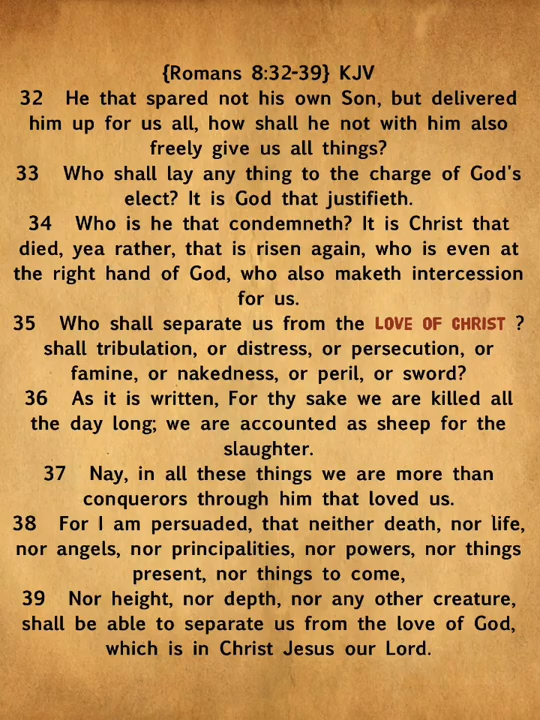 {Romans 8:32-39} KJV
32 He that spared not his own Son, but delivered
him up for us all, how shall he not with him also
freely give us all things?
33 Who shall lay any thing to the charge of God's
elect? It is God that justifieth.
34 Who is he that condemneth? It is Christ that
died, yea rather, that is risen again, who is even at
the right hand of God, who also maketh intercession
for us.
35 Who shall separate us from the LOVE OF CHRIST ?
shall tribulation, or distress, or persecution, or
famine, or nakedness, or peril, or sword?
36 As it is written, For thy sake we are killed all
the day long; we are accounted as sheep for the
slaughter.
37 Nay, in all these things we are more than
conquerors through him that loved us.
38 For I am persuaded, that neither death, nor life,
nor angels, nor principalities, nor powers, nor things
present, nor things to come,
39 Nor height, nor depth, nor any other creature,
shall be able to separate us from the love of God,
which is in Christ Jesus our Lord.